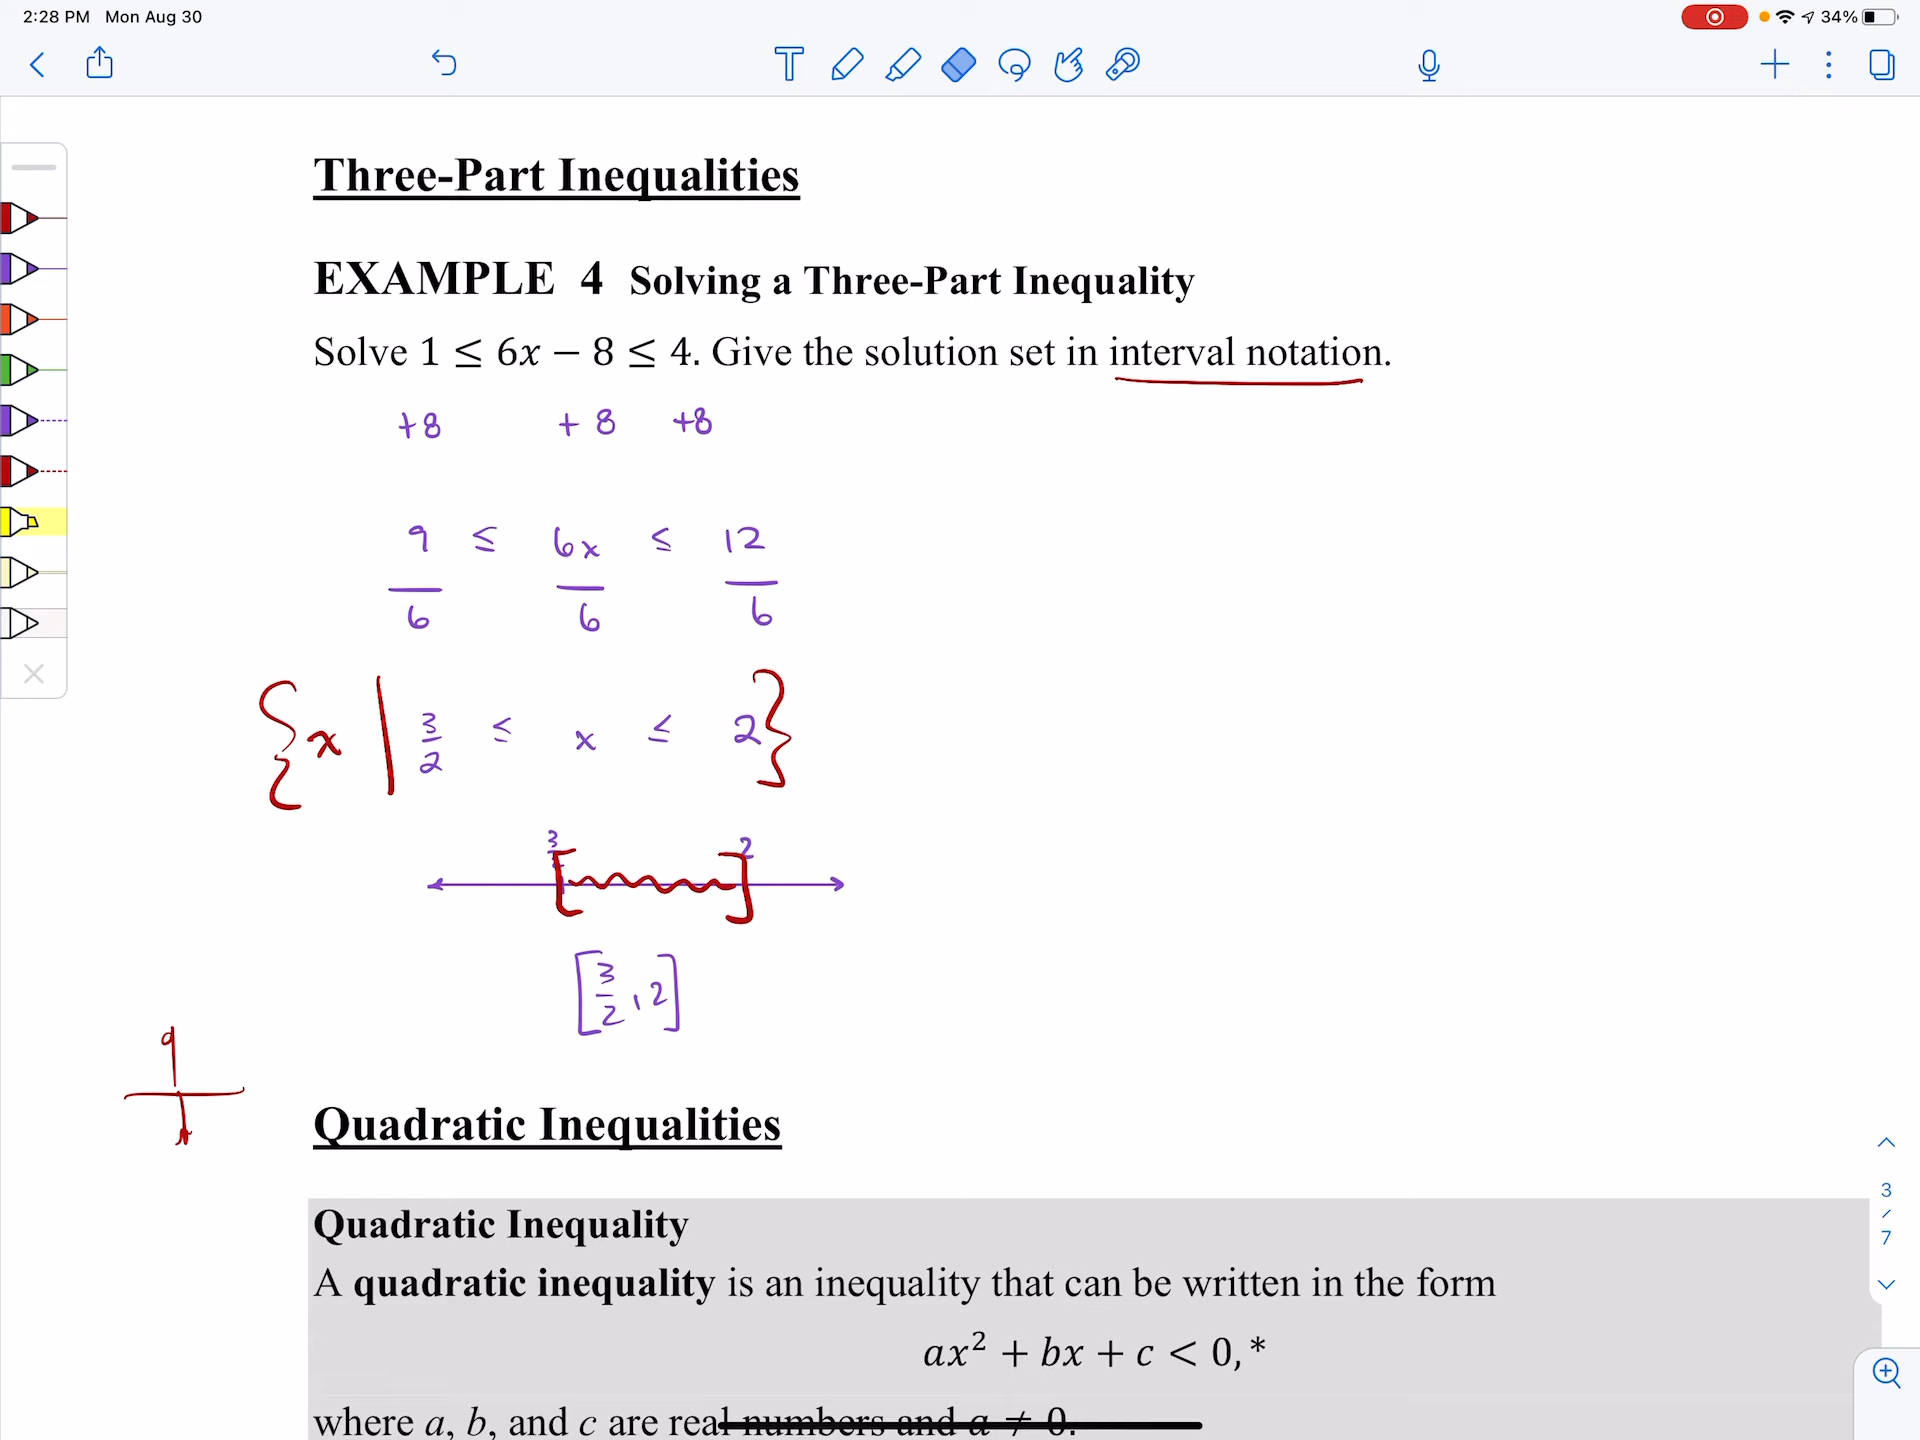 2:28 PM Mon Aug 30
34%
T
Three-Part Inequalities
EXAMPLE 4 Solving a Three-Part Inequality
Solve 1 ≤ 6x − 8 ≤ 4. Give the solution set in interval notation.
+8 + 8 +8
9 ≤ 6x ≤ 12
6 6 6
{x | 3/2 ≤ x ≤ 2}
3 2
[3/2, 2]
9
Quadratic Inequalities
Quadratic Inequality
A quadratic inequality is an inequality that can be written in the form
ax² + bx + c < 0,*
where a, b, and c are real numbers and a ≠ 0.
3
/
7